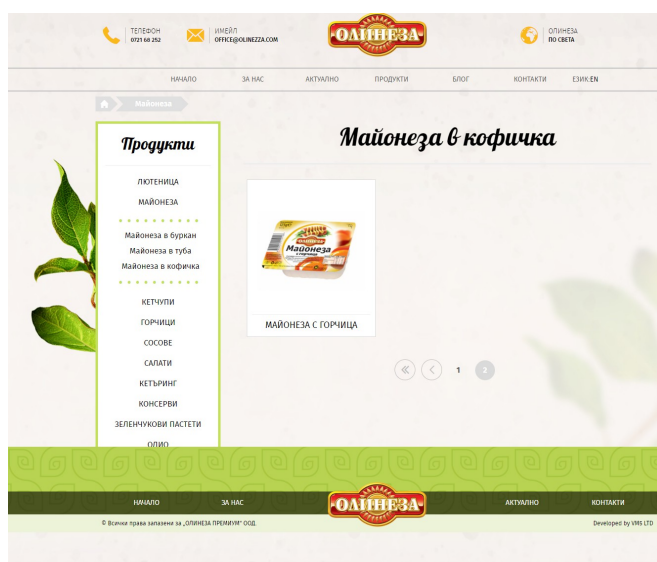 ТЕЛЕФОН
0721 68 252
ИМЕЙЛ
OFFICE@OLINEZZA.COM
ОЛИНЕЗА
ОЛИНЕЗА
ПО СВЕТА
НАЧАЛО ЗА НАС АКТУАЛНО ПРОДУКТИ БЛОГ КОНТАКТИ ЕЗИК:EN
Майонеза
Продукти
Майонеза в кофичка
ЛЮТЕНИЦА
МАЙОНЕЗА
Майонеза в буркан
Майонеза в туба
Майонеза в кофичка
КЕТЧУПИ
ГОРЧИЦИ
СОСОВЕ
САЛАТИ
КЕТЪРИНГ
КОНСЕРВИ
ЗЕЛЕНЧУКОВИ ПАСТЕТИ
ОЛИО
ОЛИНЕЗА
Майонеза
с горчица
МАЙОНЕЗА С ГОРЧИЦА
1 2
НАЧАЛО ЗА НАС ОЛИНЕЗА АКТУАЛНО КОНТАКТИ
© Всички права запазени за „ОЛИНЕЗА ПРЕМИУМ" ООД. Developed by VMS LTD